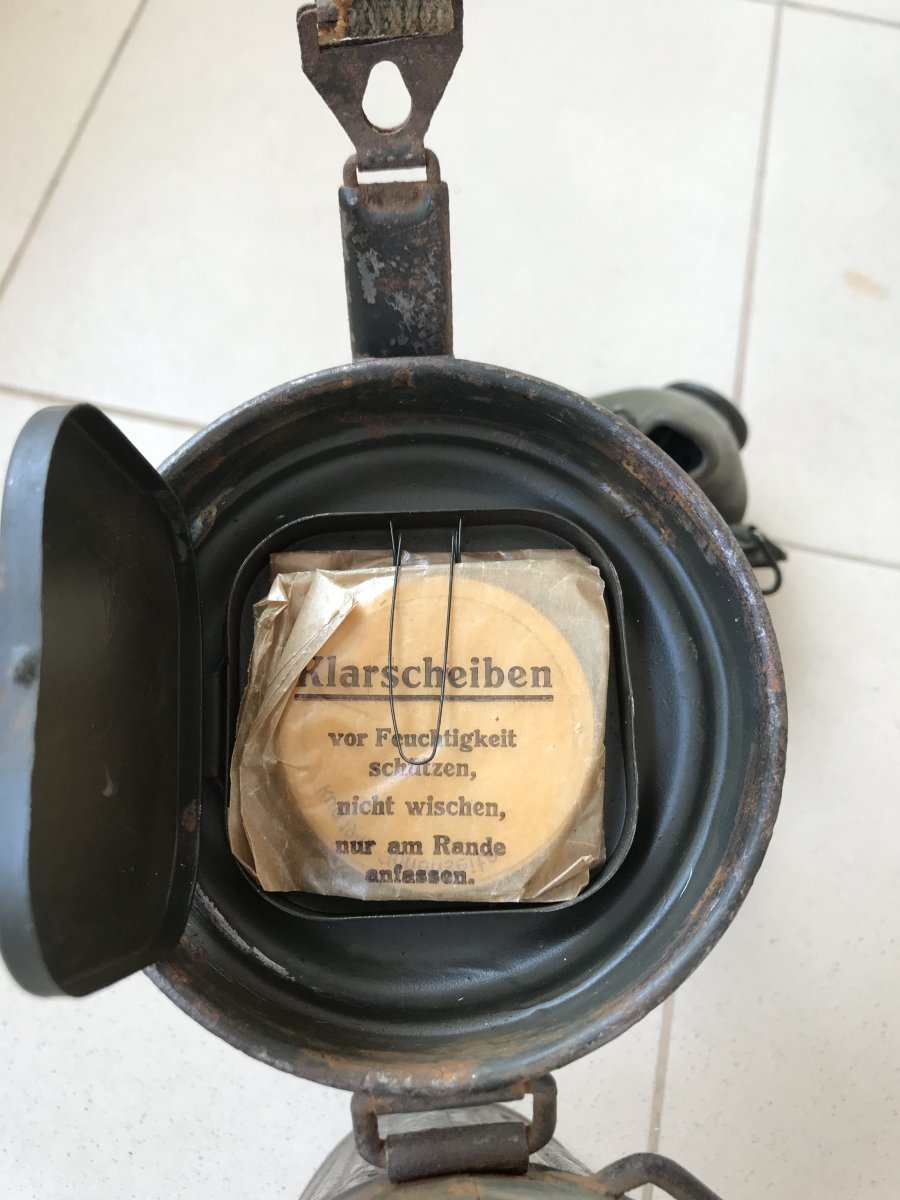 Klarscheiben
vor Feuchtigkeit
schützen,
nicht wischen,
nur am Rande
anfassen.